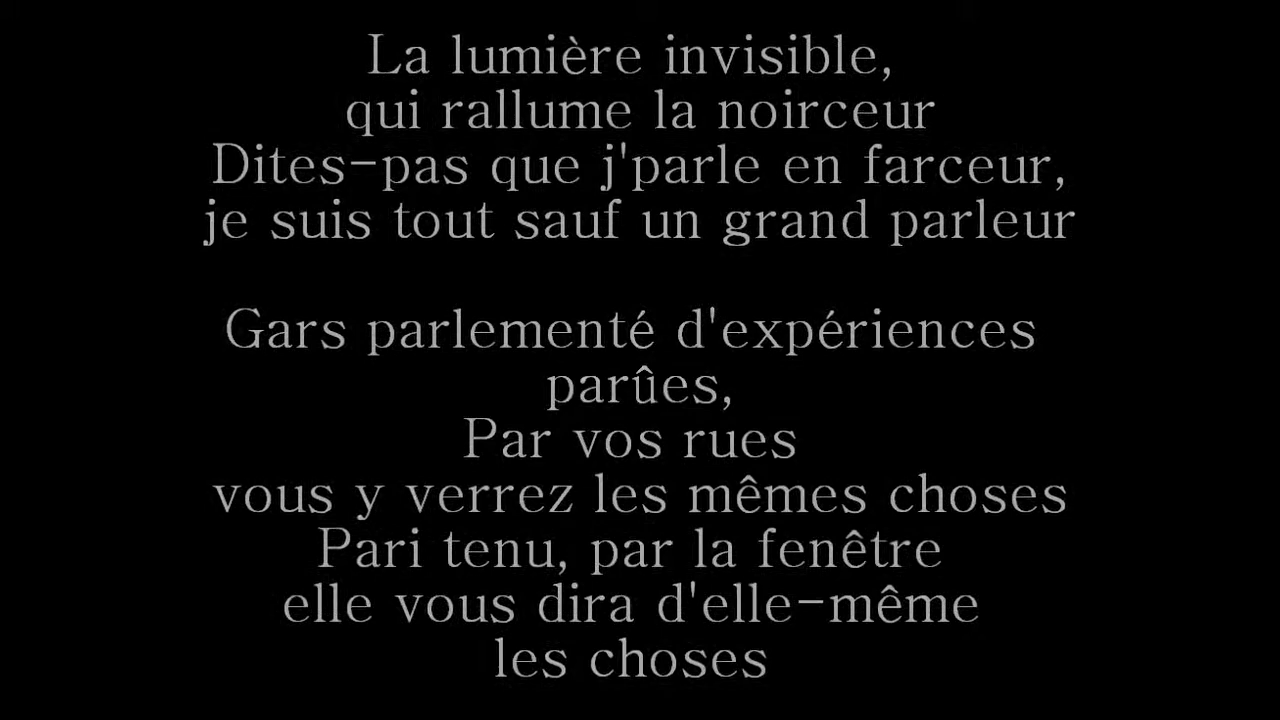 La lumière invisible,
qui rallume la noirceur
Dites-pas que j'parle en farceur,
je suis tout sauf un grand parleur
Gars parlementé d'expériences
parûes,
Par vos rues
vous y verrez les mêmes choses
Pari tenu, par la fenêtre
elle vous dira d'elle-même
les choses